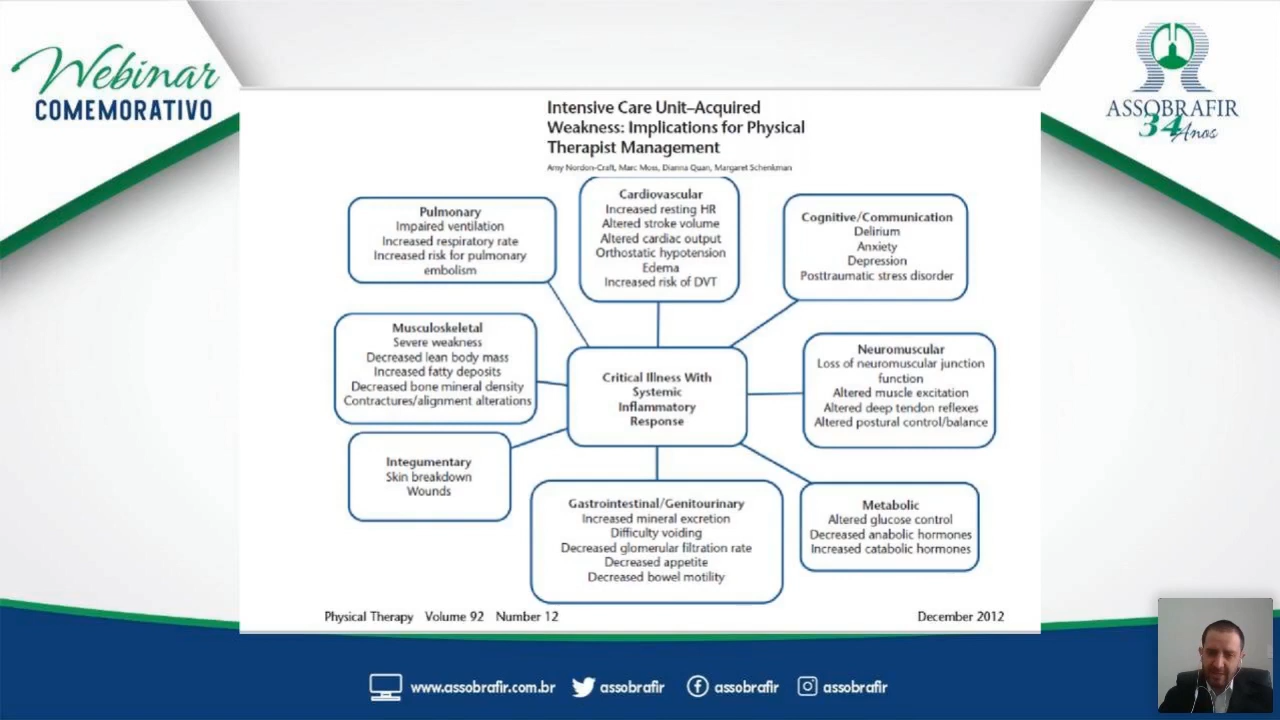 Webinar
COMEMORATIVO
ASSOBRAFIR
34 Anos
Intensive Care Unit–Acquired
Weakness: Implications for Physical
Therapist Management
Amy Nordon-Craft, Marc Moss, Dianna Quan, Margaret Schenkman
Pulmonary
Impaired ventilation
Increased respiratory rate
Increased risk for pulmonary
embolism
Cardiovascular
Increased resting HR
Altered stroke volume
Altered cardiac output
Orthostatic hypotension
Edema
Increased risk of DVT
Cognitive/Communication
Delirium
Anxiety
Depression
Posttraumatic stress disorder
Musculoskeletal
Severe weakness
Decreased lean body mass
Increased fatty deposits
Decreased bone mineral density
Contractures/alignment alterations
Critical Illness With
Systemic
Inflammatory
Response
Neuromuscular
Loss of neuromuscular junction
function
Altered muscle excitation
Altered deep tendon reflexes
Altered postural control/balance
Integumentary
Skin breakdown
Wounds
Gastrointestinal/Genitourinary
Increased mineral excretion
Difficulty voiding
Decreased glomerular filtration rate
Decreased appetite
Decreased bowel motility
Metabolic
Altered glucose control
Decreased anabolic hormones
Increased catabolic hormones
Physical Therapy Volume 92 Number 12
December 2012
www.assobrafir.com.br assobrafir assobrafir assobrafir